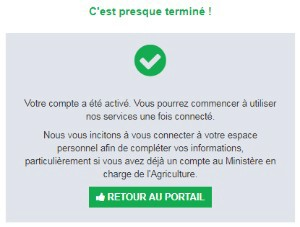 C'est presque terminé !
Votre compte a été activé. Vous pourrez commencer à utiliser
nos services une fois connecté.
Nous vous incitons à vous connecter à votre espace
personnel afin de compléter vos informations,
particulièrement si vous avez déjà un compte au Ministère en
charge de l'Agriculture.
RETOUR AU PORTAIL